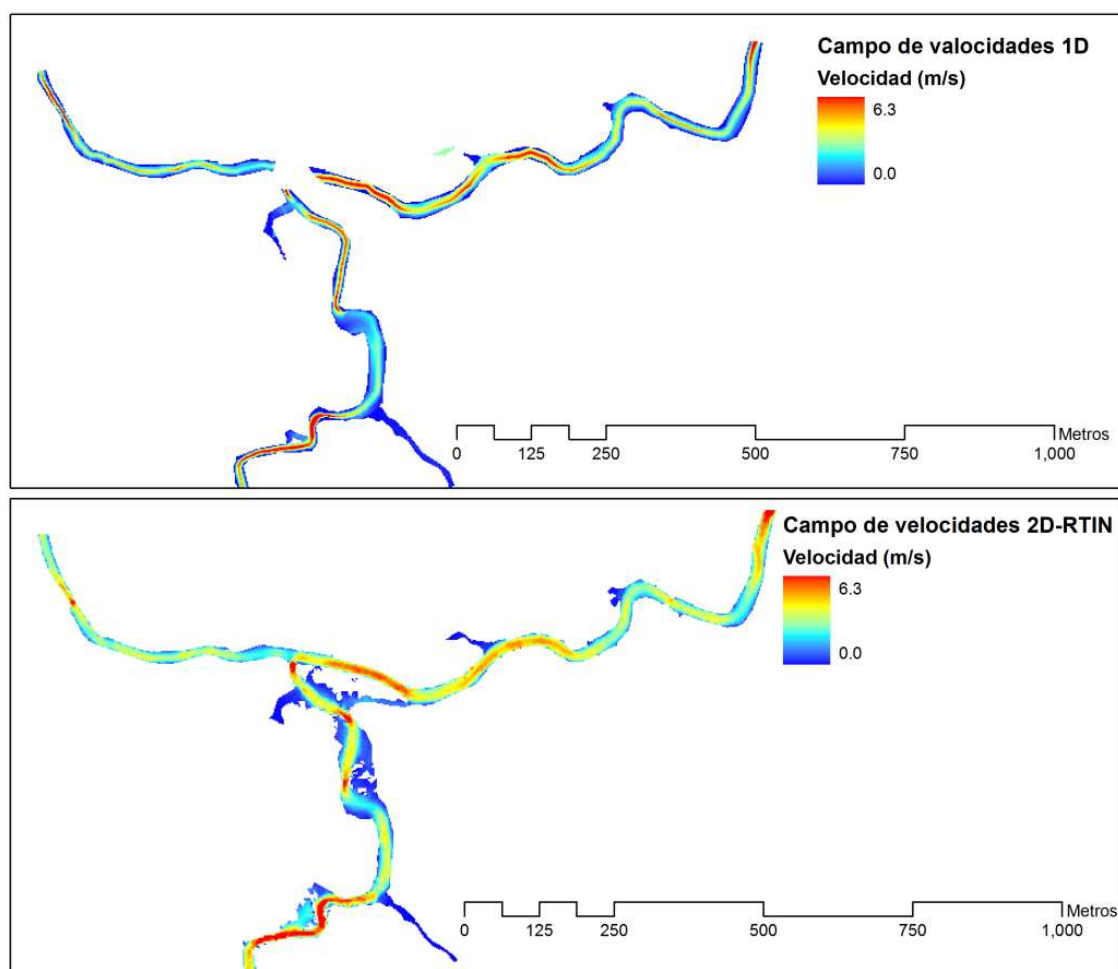 Campo de valocidades 1D
Velocidad (m/s)
6.3
0.0
Metros
0 125 250 500 750 1,000
Campo de velocidades 2D-RTIN
Velocidad (m/s)
6.3
0.0
Metros
0 125 250 500 750 1,000